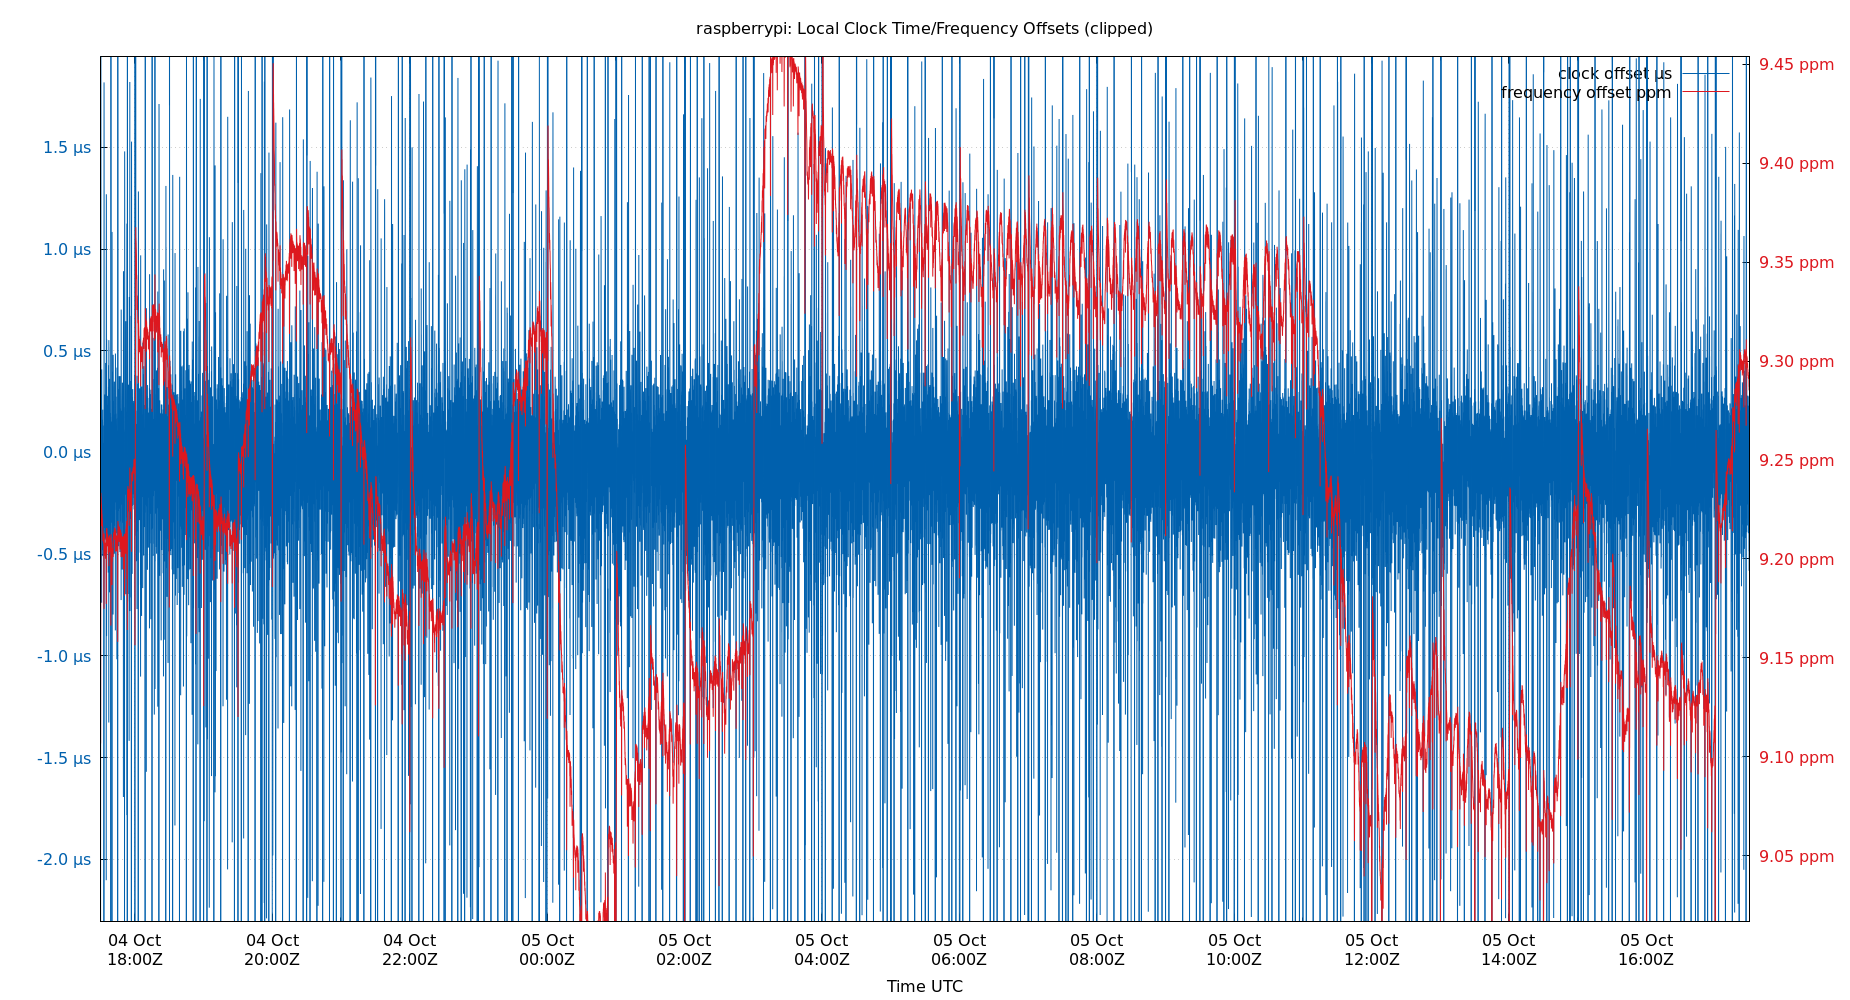 raspberrypi: Local Clock Time/Frequency Offsets (clipped)
clock offset µs
frequency offset ppm
1.5 µs
1.0 µs
0.5 µs
0.0 µs
-0.5 µs
-1.0 µs
-1.5 µs
-2.0 µs
9.45 ppm
9.40 ppm
9.35 ppm
9.30 ppm
9.25 ppm
9.20 ppm
9.15 ppm
9.10 ppm
9.05 ppm
04 Oct
18:00Z
04 Oct
20:00Z
04 Oct
22:00Z
05 Oct
00:00Z
05 Oct
02:00Z
05 Oct
04:00Z
05 Oct
06:00Z
05 Oct
08:00Z
05 Oct
10:00Z
05 Oct
12:00Z
05 Oct
14:00Z
05 Oct
16:00Z
Time UTC